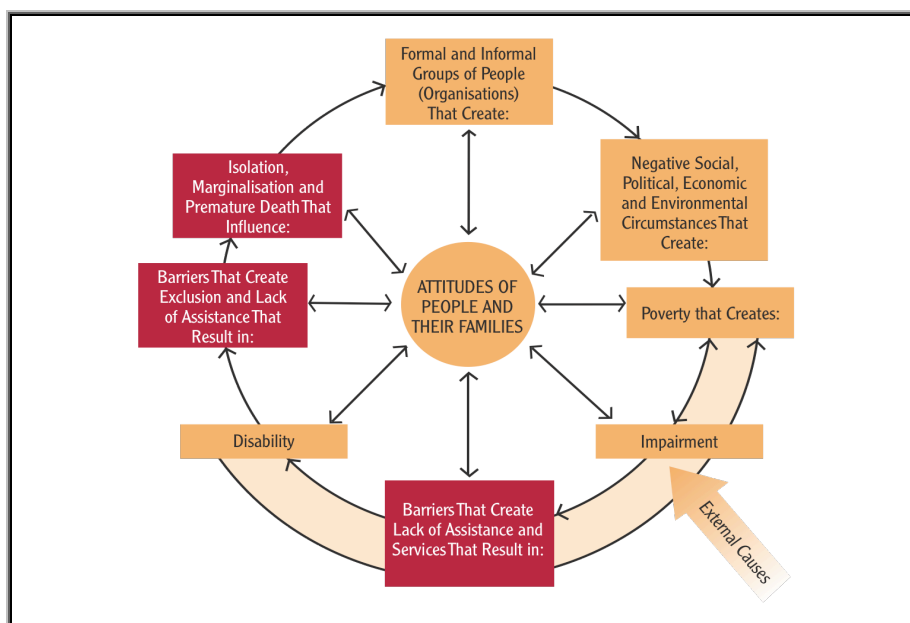 Formal and Informal
Groups of People
(Organisations)
That Create:
Negative Social,
Political, Economic
and Environmental
Circumstances That
Create:
Isolation,
Marginalisation and
Premature Death That
Influence:
Barriers That Create
Exclusion and Lack
of Assistance That
Result in:
ATTITUDES OF
PEOPLE AND
THEIR FAMILIES
Poverty that Creates:
Disability
Impairment
Barriers That Create
Lack of Assistance and
Services That Result in:
External Causes